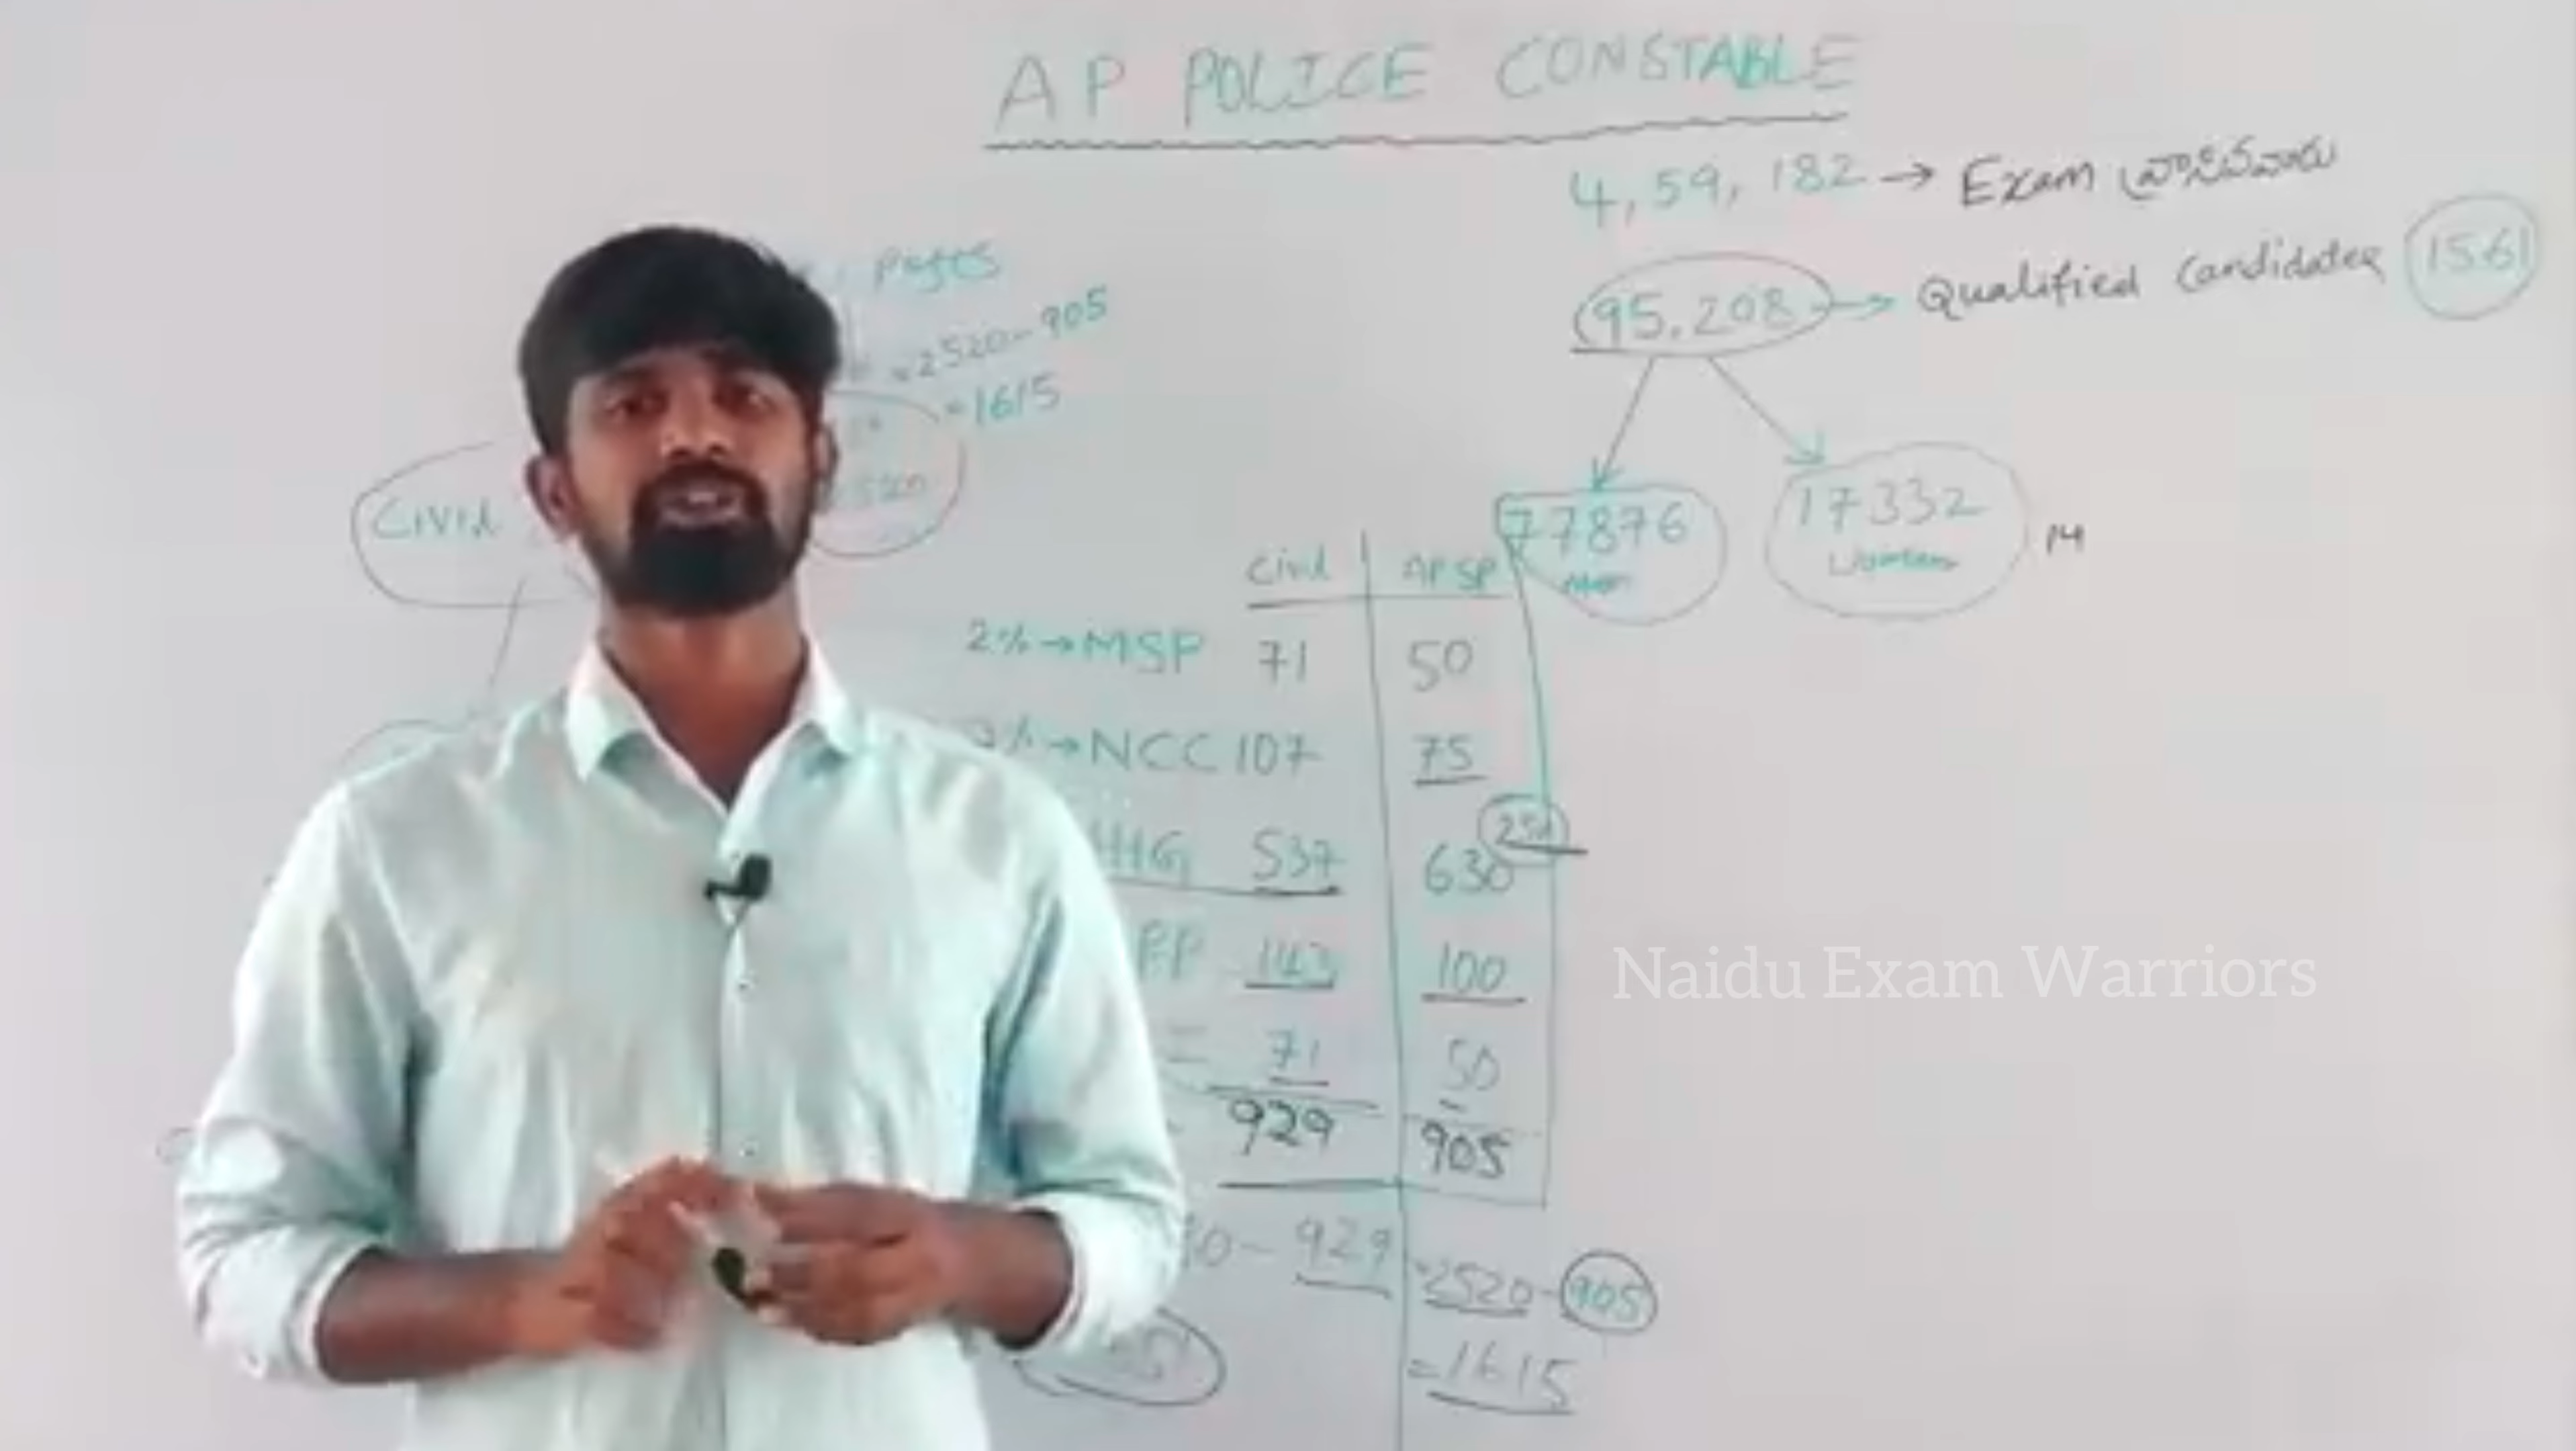 AP POLICE CONSTABLE
4,59,182 → Exam వ్రాసినవారు
95,208 → Qualified Candidates 1561
77876 17332
Women
14
2520-905
=1615
Civil
Civil APSP
2% → MSP 71 50
→ NCC 107 75
537 630
143 100
= 71 50
929 905
- 929 =2520-905
=1615
Naidu Exam Warriors